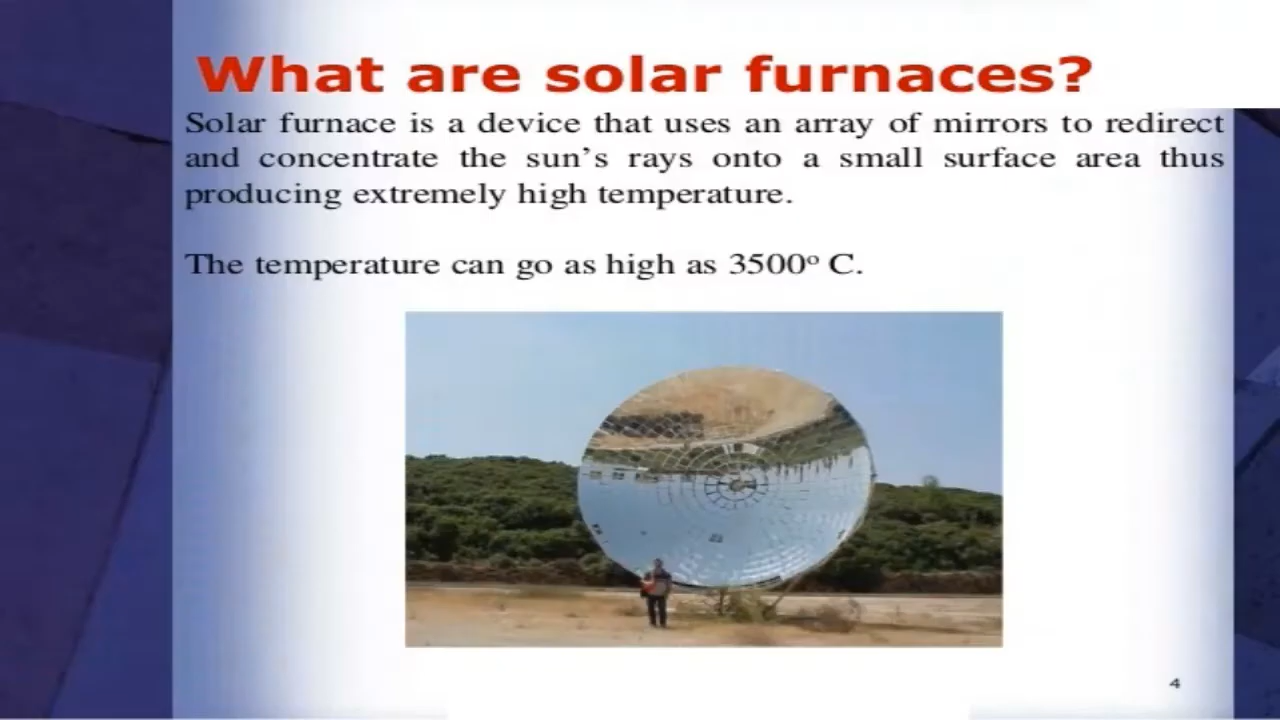 What are solar furnaces?
Solar furnace is a device that uses an array of mirrors to redirect
and concentrate the sun’s rays onto a small surface area thus
producing extremely high temperature.
The temperature can go as high as 3500º C.
4